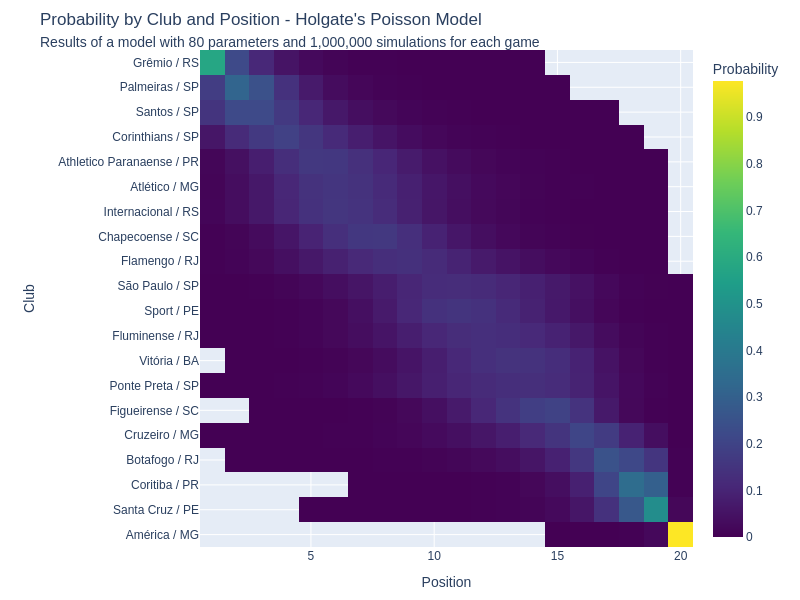 Probability by Club and Position - Holgate's Poisson Model
Results of a model with 80 parameters and 1,000,000 simulations for each game
Probability
Club
Grêmio / RS
Palmeiras / SP
Santos / SP
Corinthians / SP
Athletico Paranaense / PR
Atlético / MG
Internacional / RS
Chapecoense / SC
Flamengo / RJ
São Paulo / SP
Sport / PE
Fluminense / RJ
Vitória / BA
Ponte Preta / SP
Figueirense / SC
Cruzeiro / MG
Botafogo / RJ
Coritiba / PR
Santa Cruz / PE
América / MG
5
10
15
20
Position
0.9
0.8
0.7
0.6
0.5
0.4
0.3
0.2
0.1
0